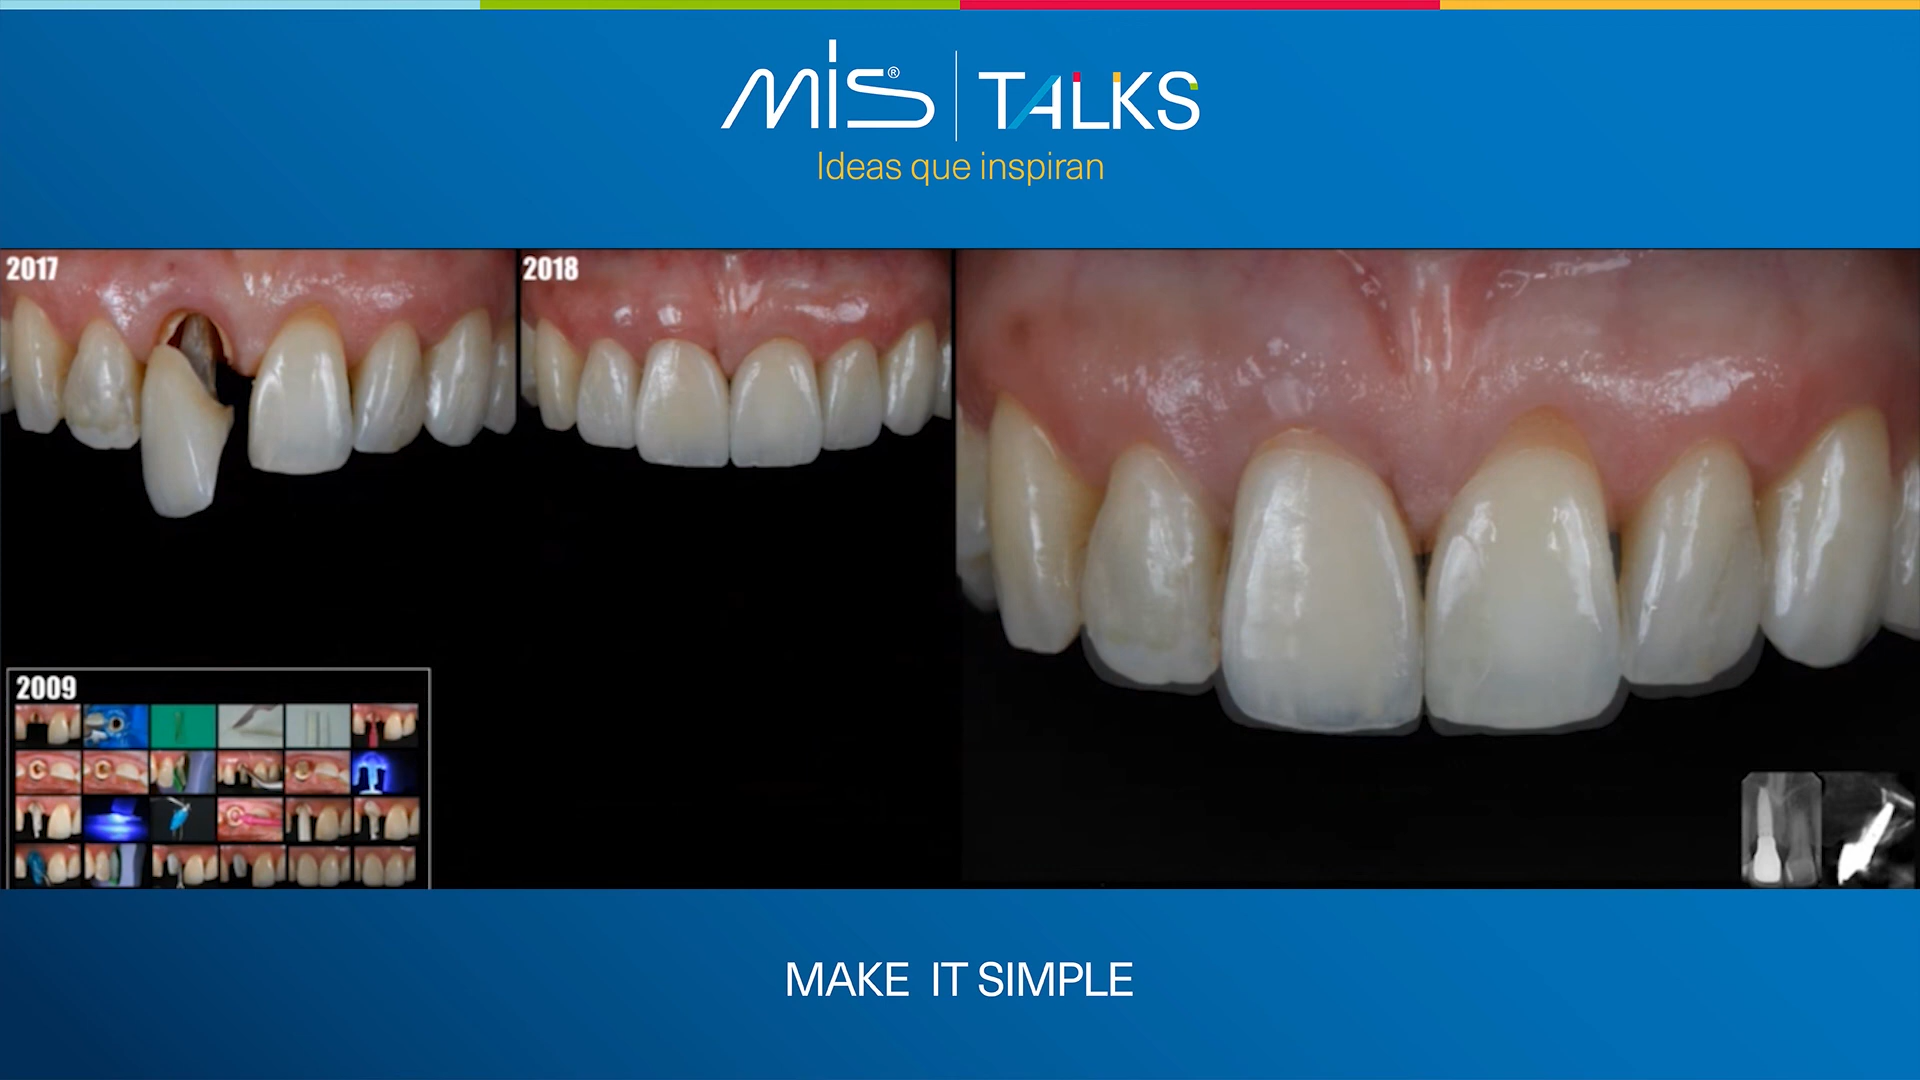 MIS® TALKS
Ideas que inspiran
2017
2018
2009
MAKE IT SIMPLE